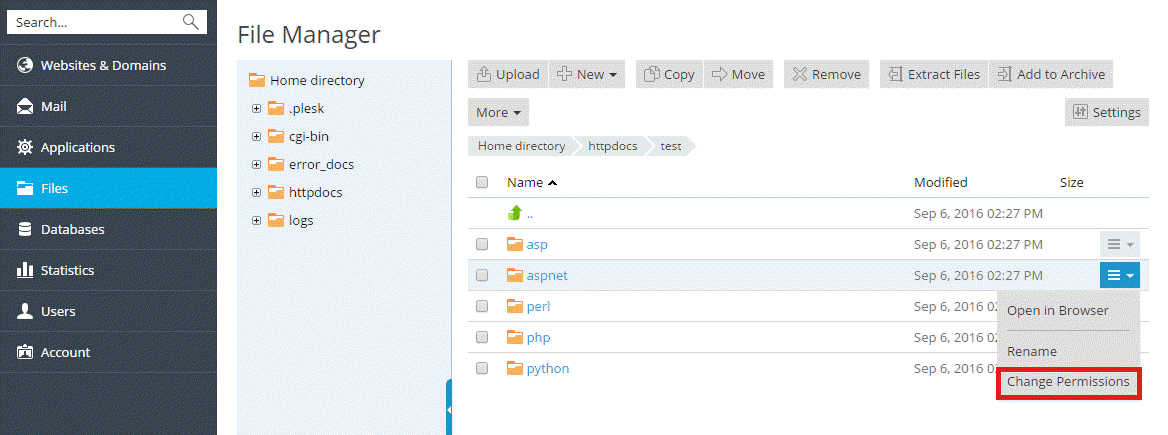 Search...
Websites & Domains
Mail
Applications
Files
Databases
Statistics
Users
Account
File Manager
Home directory
.plesk
cgi-bin
error_docs
httpdocs
logs
Upload New Copy Move Remove Extract Files Add to Archive
More Settings
Home directory httpdocs test
Name Modified Size
.. Sep 6, 2016 02:27 PM
asp Sep 6, 2016 02:27 PM
aspnet Sep 6, 2016 02:27 PM
perl Sep 6, 2016 02:2
php Sep 6, 2016 02:2
python Sep 6, 2016 02:2
Open in Browser
Rename
Change Permissions